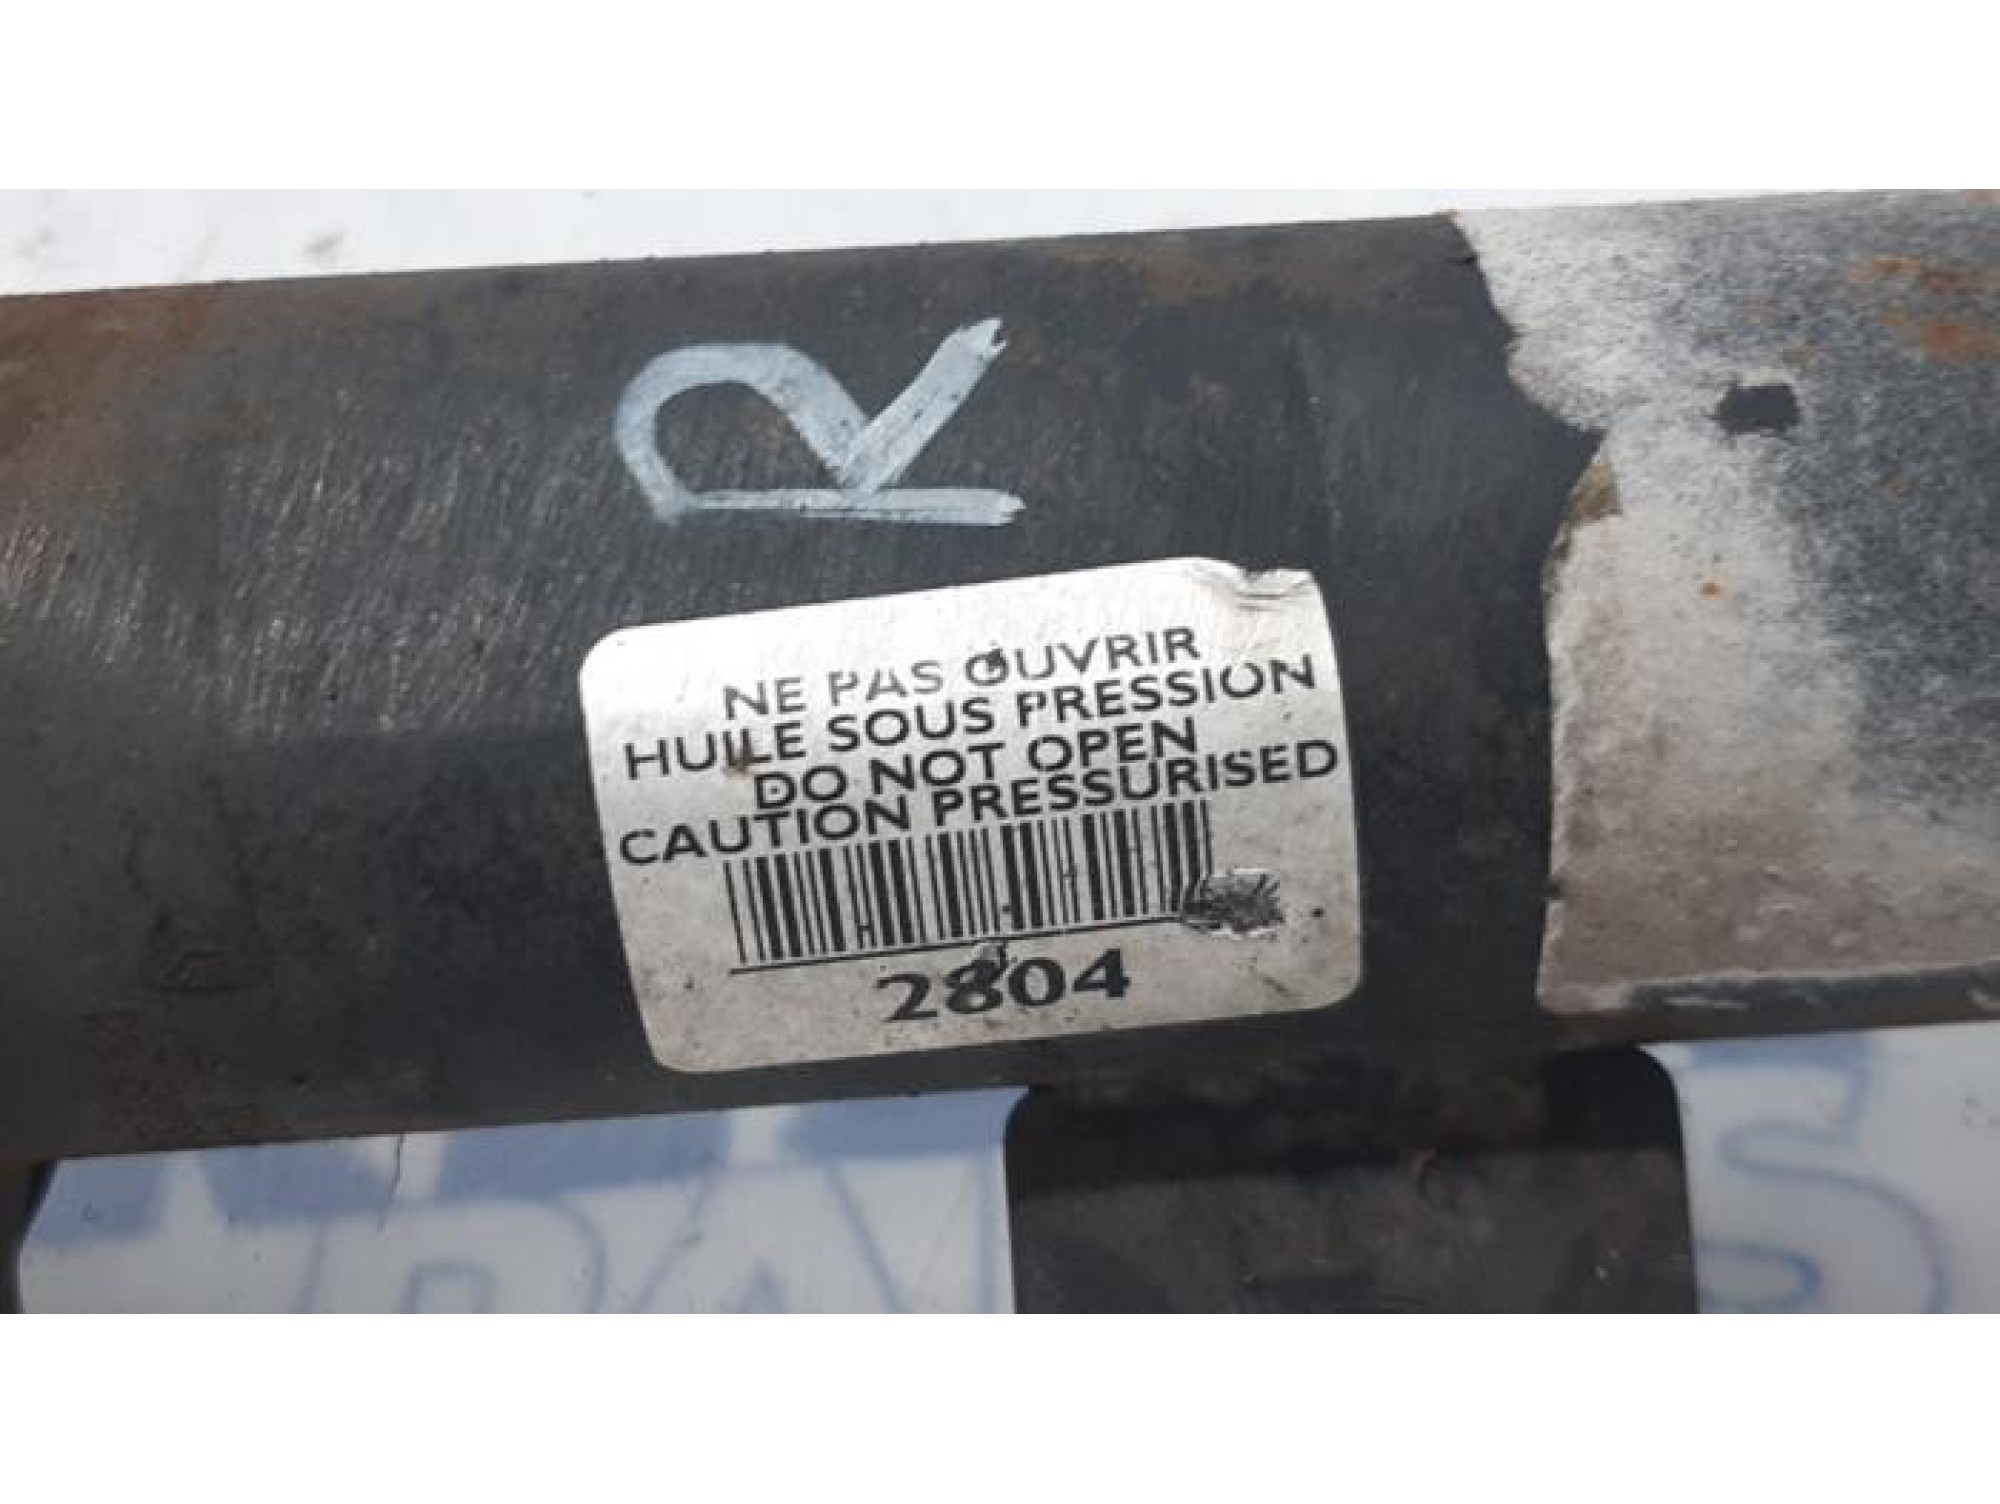 R
NE PAS OUVRIR
HUILE SOUS PRESSION
DO NOT OPEN
CAUTION PRESSURISED
2804